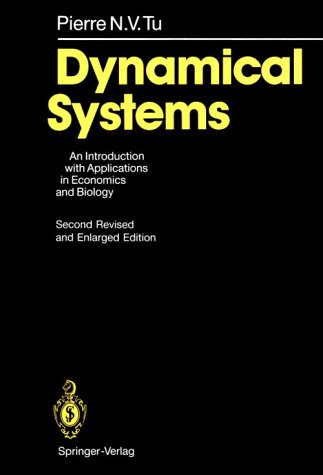 Pierre N.V. Tu
Dynamical
Systems
An Introduction
with Applications
in Economics
and Biology
Second Revised
and Enlarged Edition
Springer-Verlag